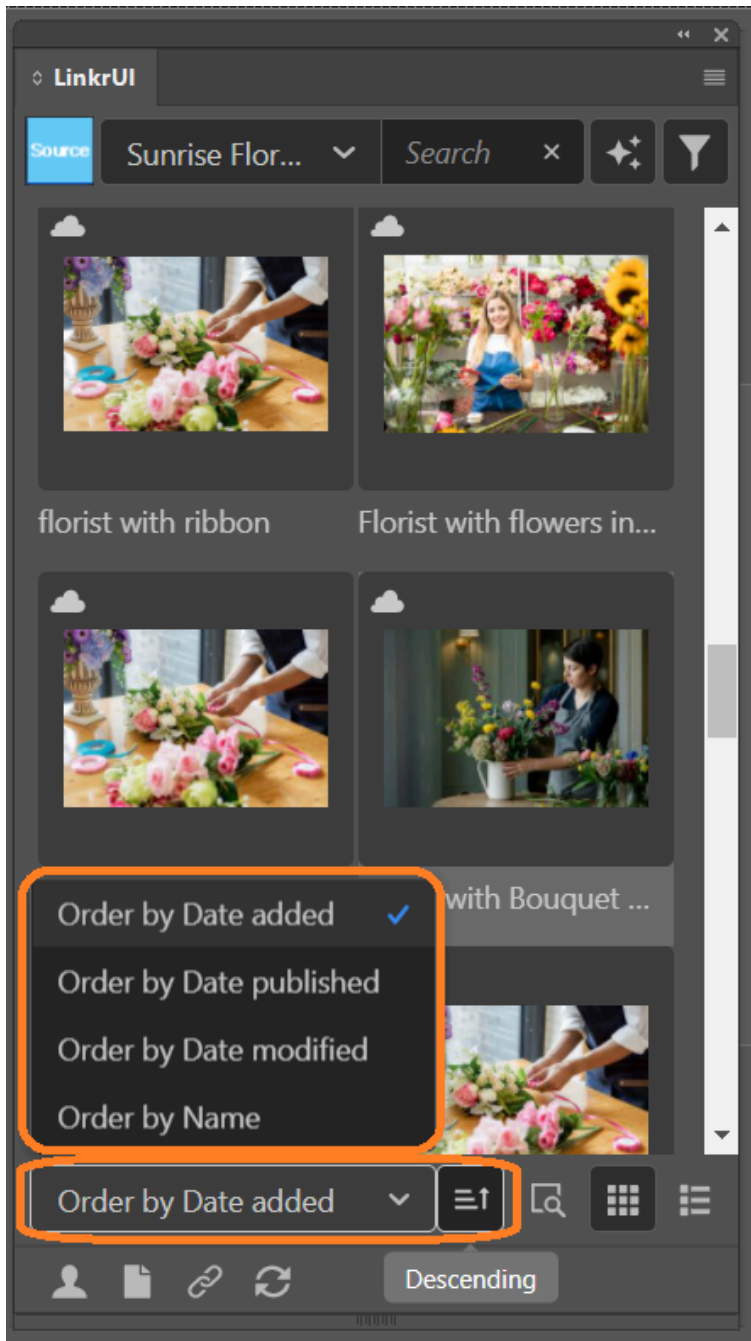 LinkrUI
Source
Sunrise Flor...
Search
florist with ribbon
Florist with flowers in...
with Bouquet ...
Order by Date added
Order by Date published
Order by Date modified
Order by Name
Order by Date added
Descending